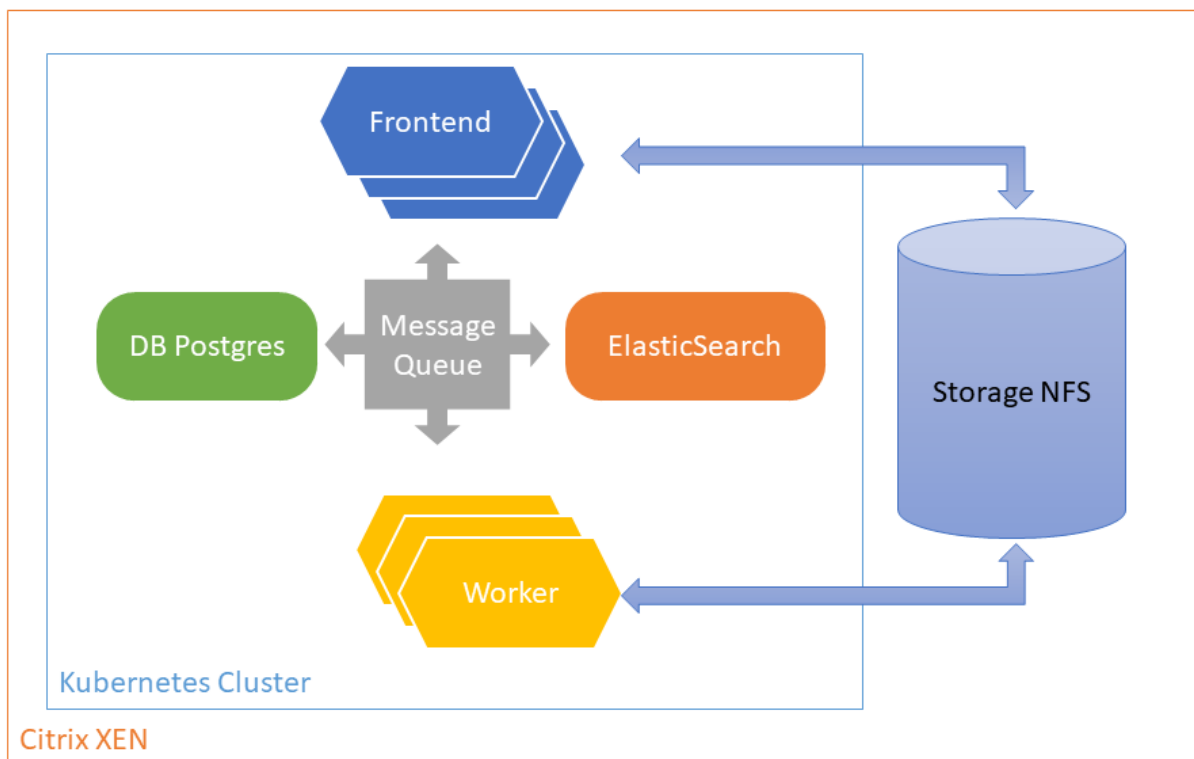 Frontend
DB Postgres
Message
Queue
ElasticSearch
Storage NFS
Worker
Kubernetes Cluster
Citrix XEN